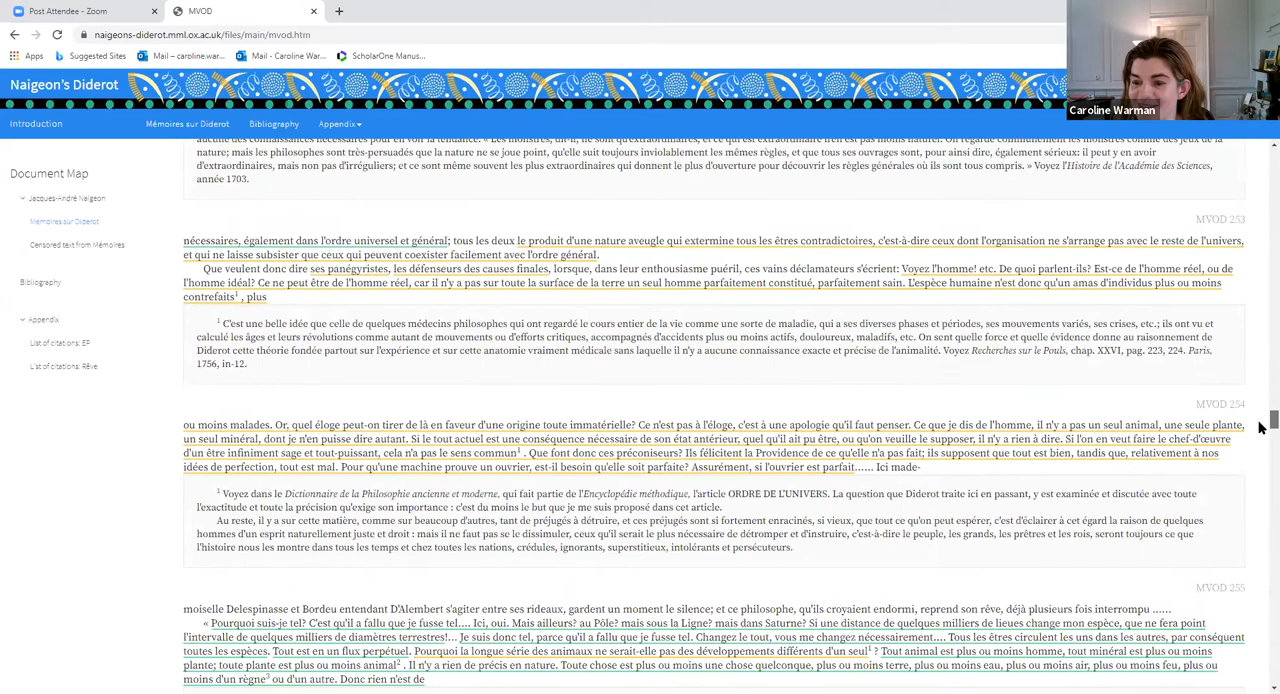 Post Attendee - Zoom
MVOD
naigeons-diderot.mml.ox.ac.uk/files/main/mvod.htm
Apps
Suggested Sites
Mail – caroline.war...
Mail - Caroline War...
ScholarOne Manus...
Caroline Warman
Naigeon's Diderot
Introduction
Mémoires sur Diderot
Bibliography
Appendix
Document Map
Jacques-André Naigeon
Mémoires sur Diderot
Censored text from Mémoires
Bibliography
Appendix
List of citations: EP
List of citations: Rêve
nature; mais les philosophes sont très-persuadés que la nature ne se joue point, qu'elle suit toujours inviolablement les mêmes règles, et que tous ses ouvrages sont, pour ainsi dire, également sérieux: il peut y en avoir
d'extraordinaires, mais non pas d'irréguliers; et ce sont même souvent les plus extraordinaires qui donnent le plus d'ouverture pour découvrir les règles générales où ils sont tous compris. » Voyez l'Histoire de l'Académie des Sciences,
année 1703.
MVOD 253
nécessaires, également dans l'ordre universel et général; tous les deux le produit d'une nature aveugle qui extermine tous les êtres contradictoires, c'est-à-dire ceux dont l'organisation ne s'arrange pas avec le reste de l'univers,
et qui ne laisse subsister que ceux qui peuvent coexister facilement avec l'ordre général.
Que veulent donc dire ses panégyristes, les défenseurs des causes finales, lorsque, dans leur enthousiasme puéril, ces vains déclamateurs s'écrient: Voyez l'homme! etc. De quoi parlent-ils? Est-ce de l'homme réel, ou de
l'homme idéal? Ce ne peut être de l'homme réel, car il n'y a pas sur toute la surface de la terre un seul homme parfaitement constitué, parfaitement sain. L'espèce humaine n'est donc qu'un amas d'individus plus ou moins
contrefaits1 , plus
1 C'est une belle idée que celle de quelques médecins philosophes qui ont regardé le cours entier de la vie comme une sorte de maladie, qui a ses diverses phases et périodes, ses mouvements variés, ses crises, etc.; ils ont vu et
calculé les âges et leurs révolutions comme autant de mouvements ou d'efforts critiques, accompagnés d'accidents plus ou moins actifs, douloureux, maladifs, etc. On sent quelle force et quelle évidence donne au raisonnement de
Diderot cette théorie fondée partout sur l'expérience et sur cette anatomie vraiment médicale sans laquelle il n'y a aucune connaissance exacte et précise de l'animalité. Voyez Recherches sur le Pouls, chap. XXVI, pag. 223, 224. Paris,
1756, in-12.
MVOD 254
ou moins malades. Or, quel éloge peut-on tirer de là en faveur d'une origine toute immatérielle? Ce n'est pas à l'éloge, c'est à une apologie qu'il faut penser. Ce que je dis de l'homme, il n'y a pas un seul animal, une seule plante,
un seul minéral, dont je n'en puisse dire autant. Si le tout actuel est une conséquence nécessaire de son état antérieur, quel qu'il ait pu être, ou qu'on veuille le supposer, il n'y a rien à dire. Si l'on en veut faire le chef-d'œuvre
d'un être infiniment sage et tout-puissant, cela n'a pas le sens commun1 . Que font donc ces préconiseurs? Ils félicitent la Providence de ce qu'elle n'a pas fait; ils supposent que tout est bien, tandis que, relativement à nos
idées de perfection, tout est mal. Pour qu'une machine prouve un ouvrier, est-il besoin qu'elle soit parfaite? Assurément, si l'ouvrier est parfait...... Ici made-
1 Voyez dans le Dictionnaire de la Philosophie ancienne et moderne, qui fait partie de l'Encyclopédie méthodique, l'article ORDRE DE L'UNIVERS. La question que Diderot traite ici en passant, y est examinée et discutée avec toute
l'exactitude et toute la précision qu'exige son importance : c'est du moins le but que je me suis proposé dans cet article.
Au reste, il y a sur cette matière, comme sur beaucoup d'autres, tant de préjugés à détruire, et ces préjugés sont si fortement enracinés, si vieux, que tout ce qu'on peut espérer, c'est d'éclairer à cet égard la raison de quelques
hommes d'un esprit naturellement juste et droit : mais il ne faut pas se le dissimuler, ceux qu'il serait le plus nécessaire de détromper et d'instruire, c'est-à-dire le peuple, les grands, les prêtres et les rois, seront toujours ce que
l'histoire nous les montre dans tous les temps et chez toutes les nations, crédules, ignorants, superstitieux, intolérants et persécuteurs.
MVOD 255
moiselle Delespinasse et Bordeu entendant D'Alembert s'agiter entre ses rideaux, gardent un moment le silence; et ce philosophe, qu'ils croyaient endormi, reprend son rêve, déjà plusieurs fois interrompu ......
« Pourquoi suis-je tel? C'est qu'il a fallu que je fusse tel.... Ici, oui. Mais ailleurs? au Pôle? mais sous la Ligne? mais dans Saturne? Si une distance de quelques milliers de lieues change mon espèce, que ne fera point
l'intervalle de quelques milliers de diamètres terrestres!... Je suis donc tel, parce qu'il a fallu que je fusse tel. Changez le tout, vous me changez nécessairement.... Tous les êtres circulent les uns dans les autres, par conséquent
toutes les espèces. Tout est en un flux perpétuel. Pourquoi la longue série des animaux ne serait-elle pas des développements différents d'un seul1 ? Tout animal est plus ou moins homme, tout minéral est plus ou moins
plante; toute plante est plus ou moins animal2 . Il n'y a rien de précis en nature. Toute chose est plus ou moins une chose quelconque, plus ou moins terre, plus ou moins eau, plus ou moins air, plus ou moins feu, plus ou
moins d'un règne3 ou d'un autre. Donc rien n'est de